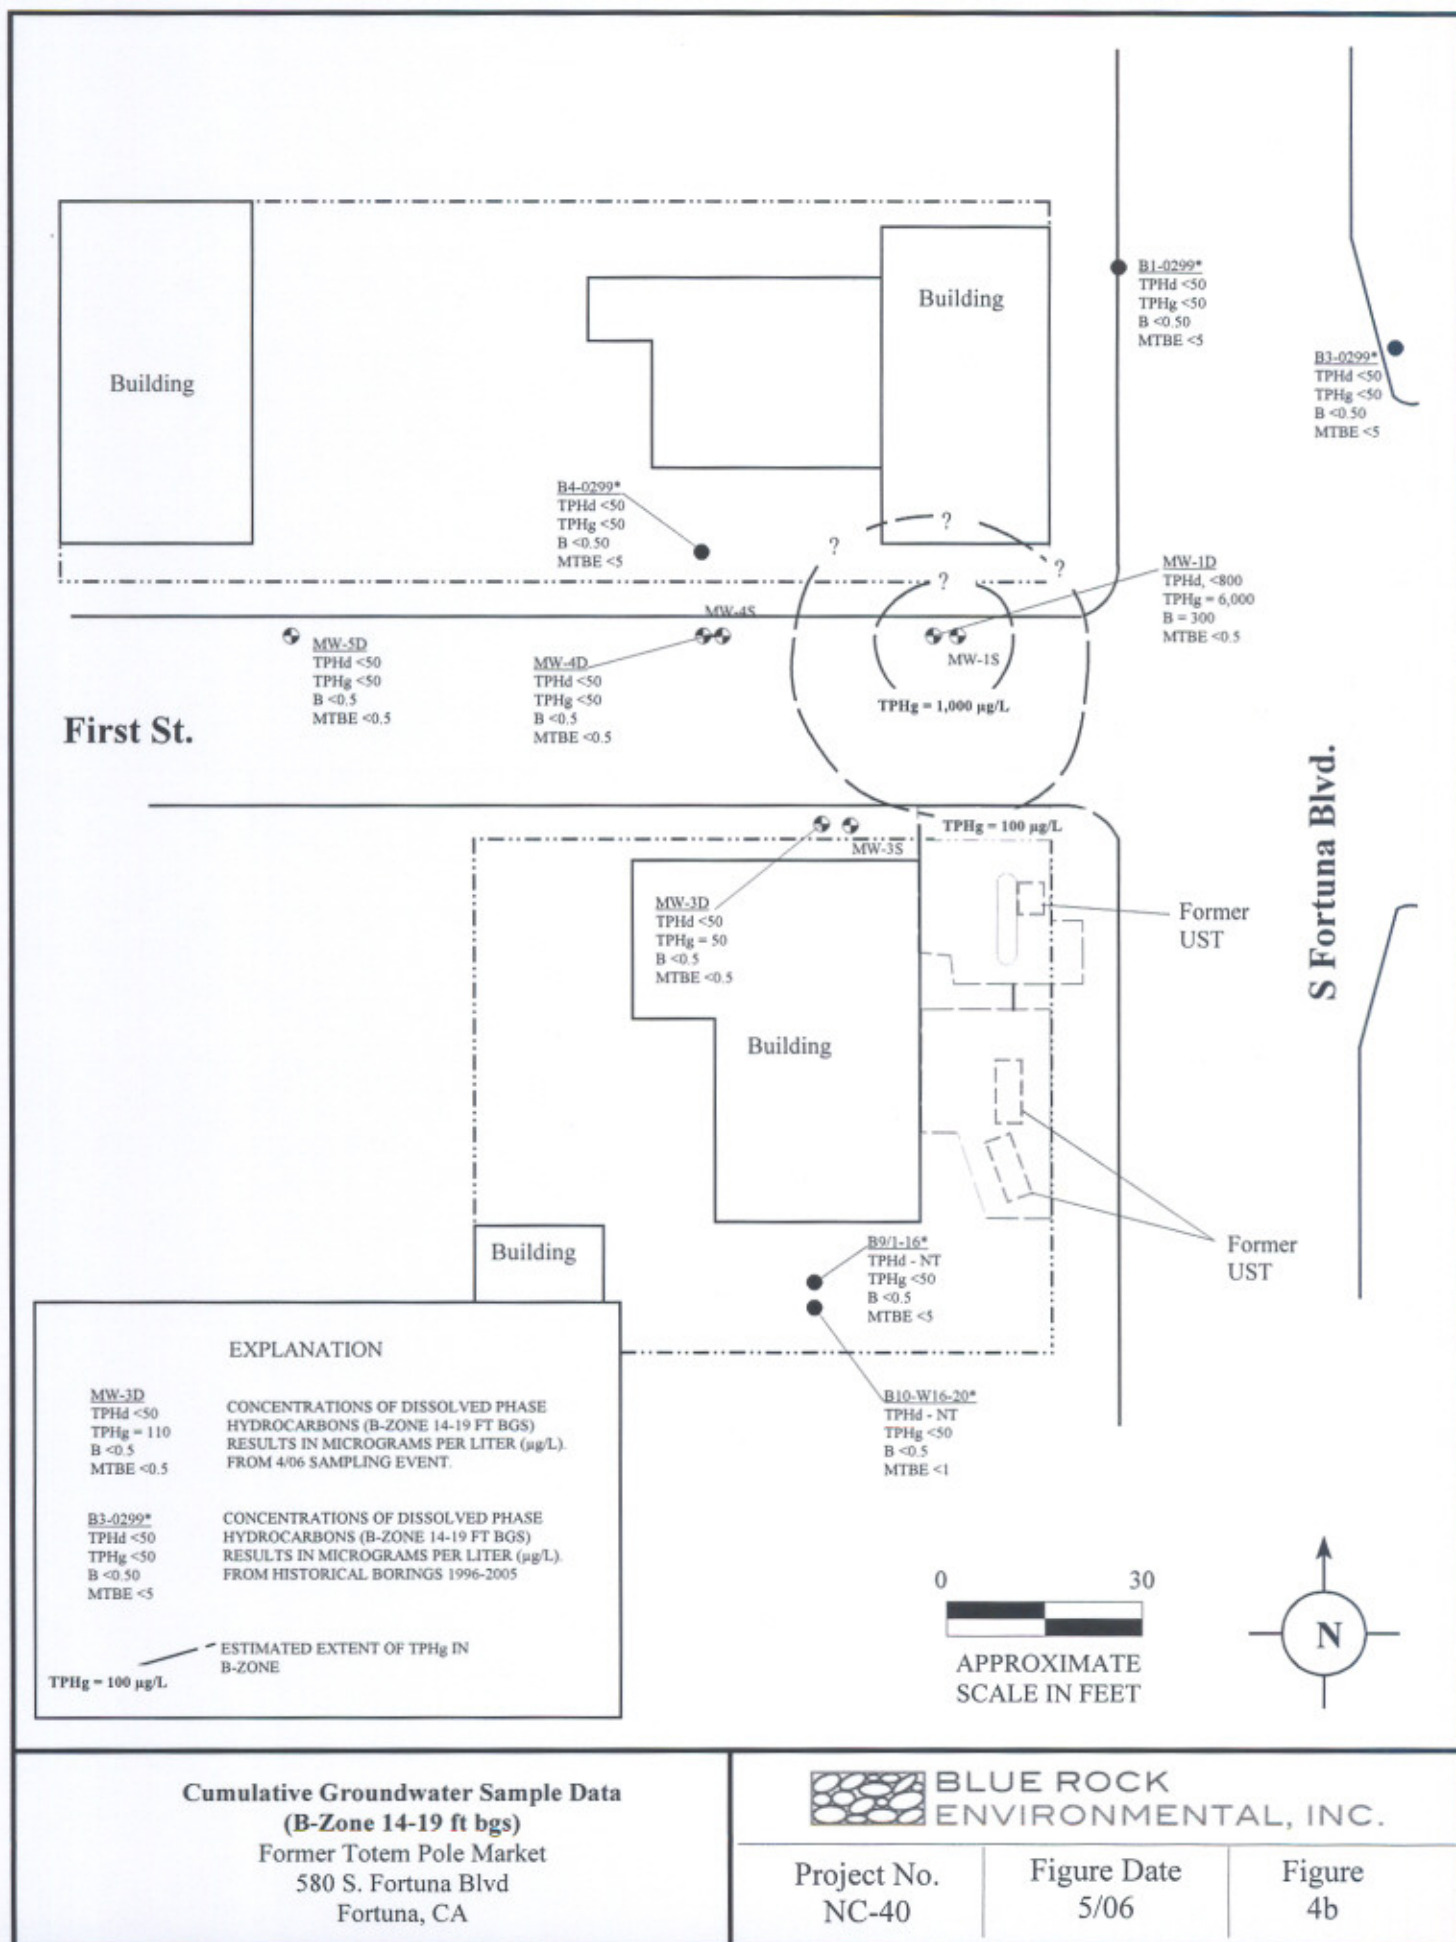 B1-0299*
TPHd <50
TPHg <50
B <0.50
MTBE <5
Building
B3-0299*
TPHd <50
TPHg <50
B <0.50
MTBE <5
Building
B4-0299*
TPHd <50
TPHg <50
B <0.50
MTBE <5
?
?
?
?
MW-1D
TPHd, <800
TPHg = 6,000
B = 300
MTBE <0.5
MW-4S
MW-5D
TPHd <50
TPHg <50
B <0.5
MTBE <0.5
MW-4D
TPHd <50
TPHg <50
B <0.5
MTBE <0.5
MW-1S
TPHg = 1,000 µg/L
First St.
S Fortuna Blvd.
TPHg = 100 µg/L
MW-3S
MW-3D
TPHd <50
TPHg = 50
B <0.5
MTBE <0.5
Former
UST
Building
Former
UST
Building
B9/1-16*
TPHd - NT
TPHg <50
B <0.5
MTBE <5
B10-W16-20*
TPHd - NT
TPHg <50
B <0.5
MTBE <1
EXPLANATION
MW-3D
TPHd <50
TPHg = 110
B <0.5
MTBE <0.5
CONCENTRATIONS OF DISSOLVED PHASE
HYDROCARBONS (B-ZONE 14-19 FT BGS)
RESULTS IN MICROGRAMS PER LITER (µg/L).
FROM 4/06 SAMPLING EVENT.
B3-0299*
TPHd <50
TPHg <50
B <0.50
MTBE <5
CONCENTRATIONS OF DISSOLVED PHASE
HYDROCARBONS (B-ZONE 14-19 FT BGS)
RESULTS IN MICROGRAMS PER LITER (µg/L).
FROM HISTORICAL BORINGS 1996-2005
TPHg = 100 µg/L
ESTIMATED EXTENT OF TPHg IN
B-ZONE
0 30
APPROXIMATE
SCALE IN FEET
N
Cumulative Groundwater Sample Data
(B-Zone 14-19 ft bgs)
Former Totem Pole Market
580 S. Fortuna Blvd
Fortuna, CA
BLUE ROCK
ENVIRONMENTAL, INC.
Project No.
NC-40
Figure Date
5/06
Figure
4b